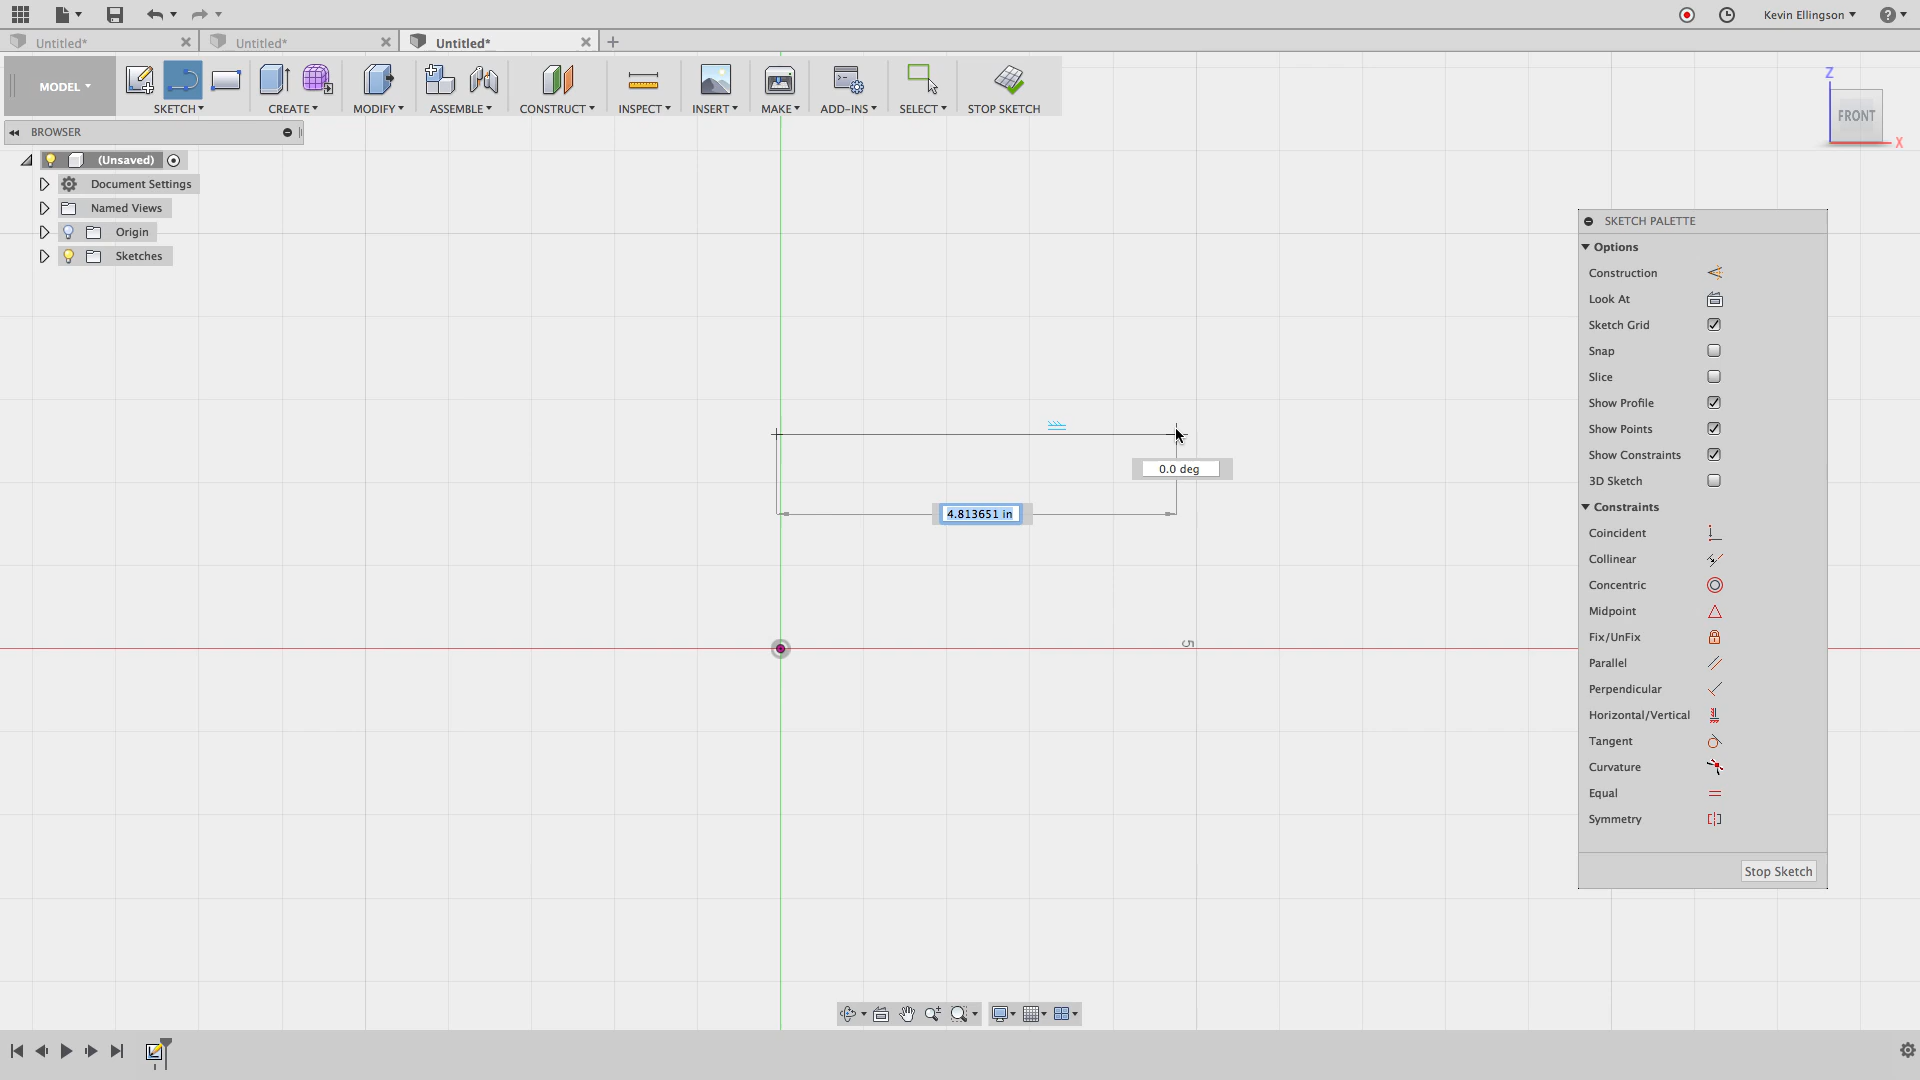 Kevin Ellingson
Untitled*
Untitled*
Untitled*
MODEL
SKETCH
CREATE
MODIFY
ASSEMBLE
CONSTRUCT
INSPECT
INSERT
MAKE
ADD-INS
SELECT
STOP SKETCH
BROWSER
(Unsaved)
Document Settings
Named Views
Origin
Sketches
Z
FRONT
X
0.0 deg
4.813651 in
5
SKETCH PALETTE
Options
Construction
Look At
Sketch Grid
Snap
Slice
Show Profile
Show Points
Show Constraints
3D Sketch
Constraints
Coincident
Collinear
Concentric
Midpoint
Fix/UnFix
Parallel
Perpendicular
Horizontal/Vertical
Tangent
Curvature
Equal
Symmetry
Stop Sketch